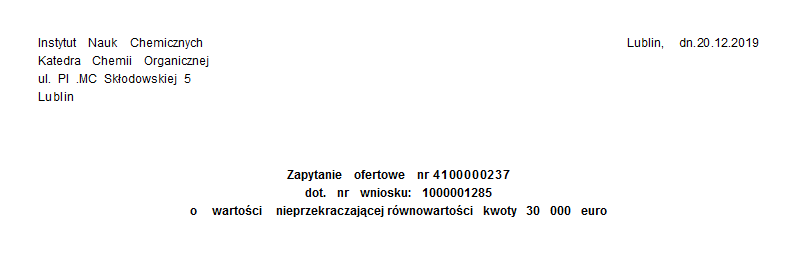 Instytut Nauk Chemicznych
Lublin, dn.20.12.2019
Katedra Chemii Organicznej
ul. Pl .MC Skłodowskiej 5
Lublin
Zapytanie ofertowe nr 4100000237
dot. nr wniosku: 1000001285
o wartości nieprzekraczającej równowartości kwoty 30 000 euro